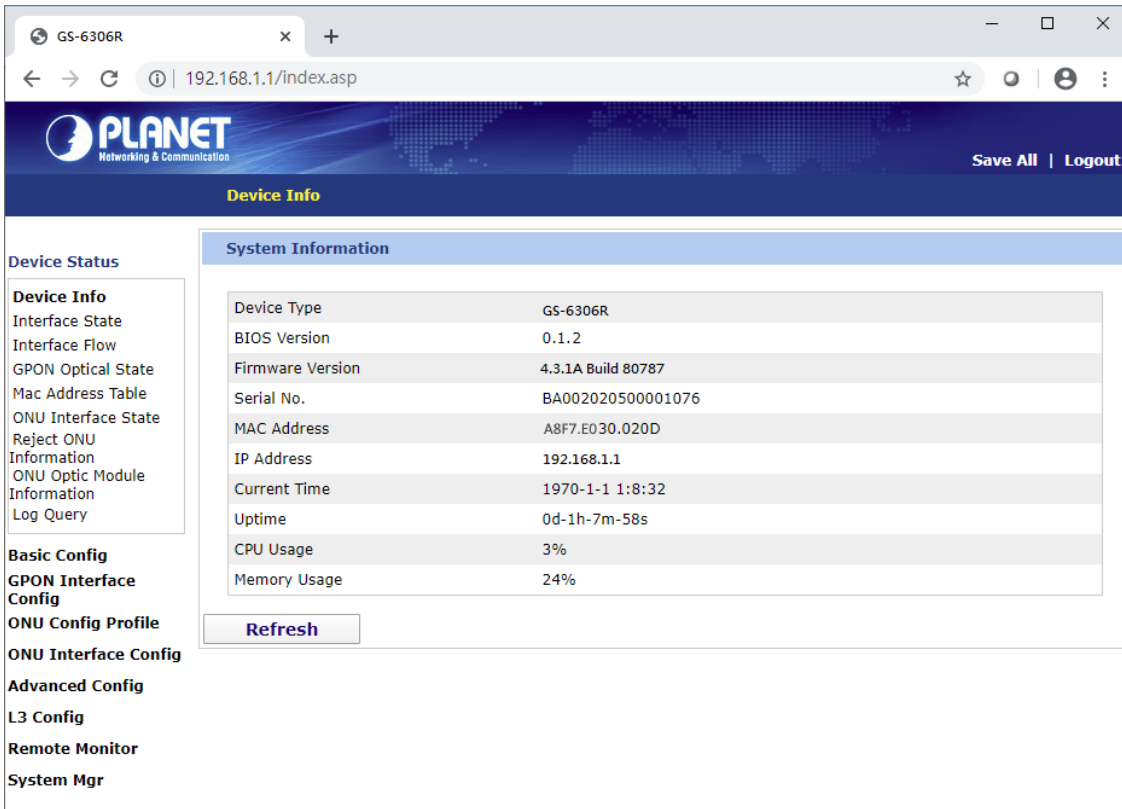 GS-6306R
192.168.1.1/index.asp
PLANET
Networking & Communication
Save All | Logout
Device Info
Device Status
Device Info
Interface State
Interface Flow
GPON Optical State
Mac Address Table
ONU Interface State
Reject ONU
Information
ONU Optic Module
Information
Log Query
Basic Config
GPON Interface
Config
ONU Config Profile
ONU Interface Config
Advanced Config
L3 Config
Remote Monitor
System Mgr
System Information
Device Type GS-6306R
BIOS Version 0.1.2
Firmware Version 4.3.1A Build 80787
Serial No. BA002020500001076
MAC Address A8F7.E030.020D
IP Address 192.168.1.1
Current Time 1970-1-1 1:8:32
Uptime 0d-1h-7m-58s
CPU Usage 3%
Memory Usage 24%
Refresh